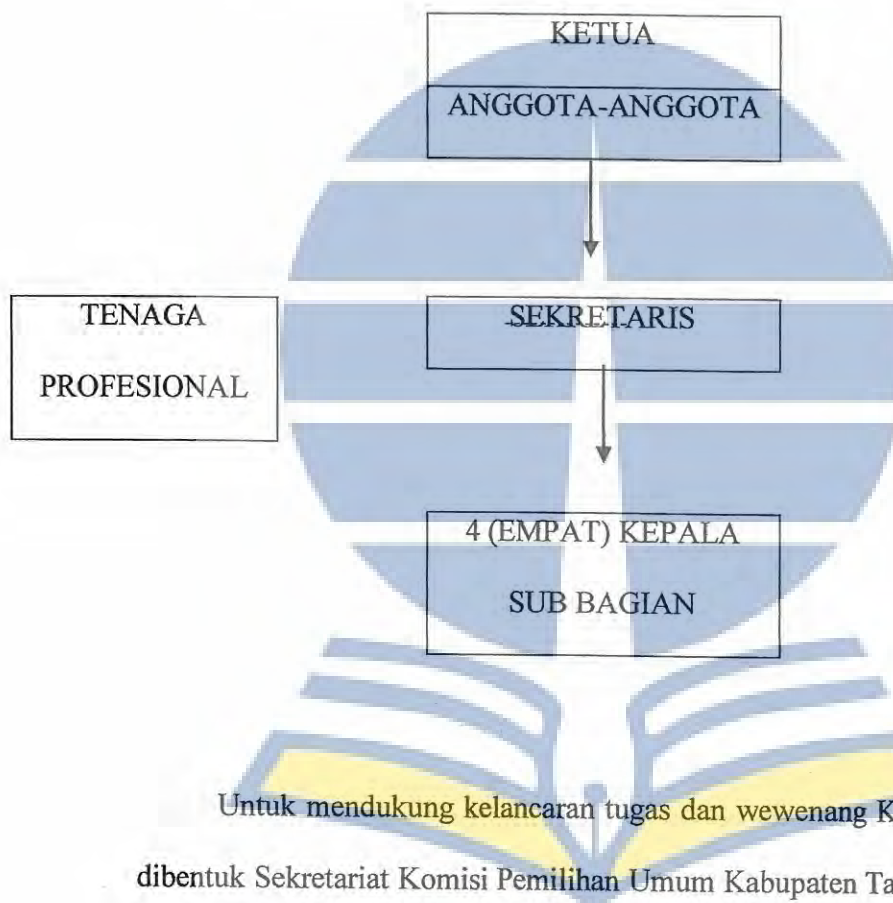 KETUA
ANGGOTA-ANGGOTA
TENAGA
PROFESIONAL
SEKRETARIS
4 (EMPAT) KEPALA
SUB BAGIAN
Untuk mendukung kelancaran tugas dan wewenang K
dibentuk Sekretariat Komisi Pemilihan Umum Kabupaten Ta